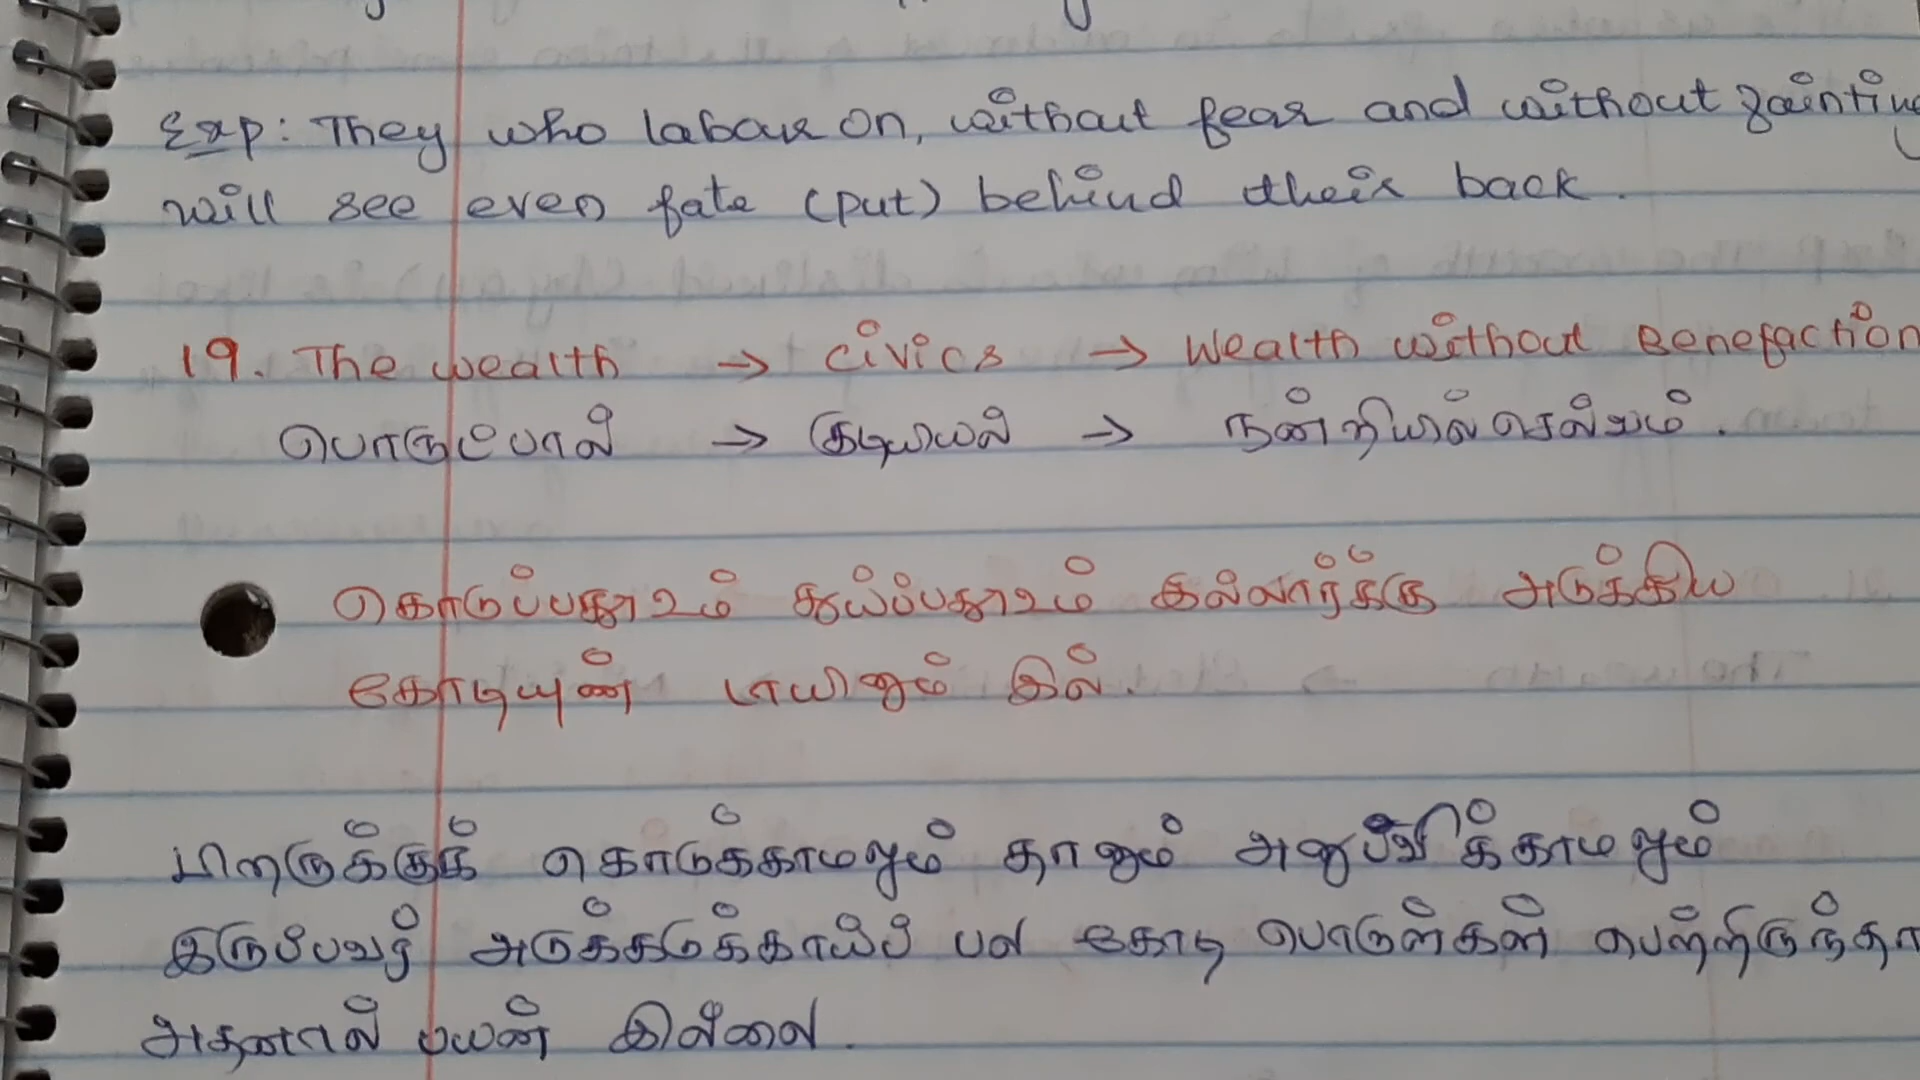 Exp: They who labour on, without fear and without fainting
will see even fate (put) behind their back.
19. The wealth → civics → Wealth without Benefaction
பொருட்பால் → குடியியல் → நன்றியில் செல்வம்.
கொடுப்பதூஉம் துய்ப்பதூஉம் இல்லார்க்கு அடுக்கிய
கோடியுண் டாயினும் இல்.
பிறருக்குக் கொடுக்காமலும் தானும் அனுபவிக்காமலும்
இருப்பவர் அடுக்கடுக்காய்ப் பல கோடி பொருள்கள் பெற்றிருந்தா
அதனால் பயன் இல்லை.